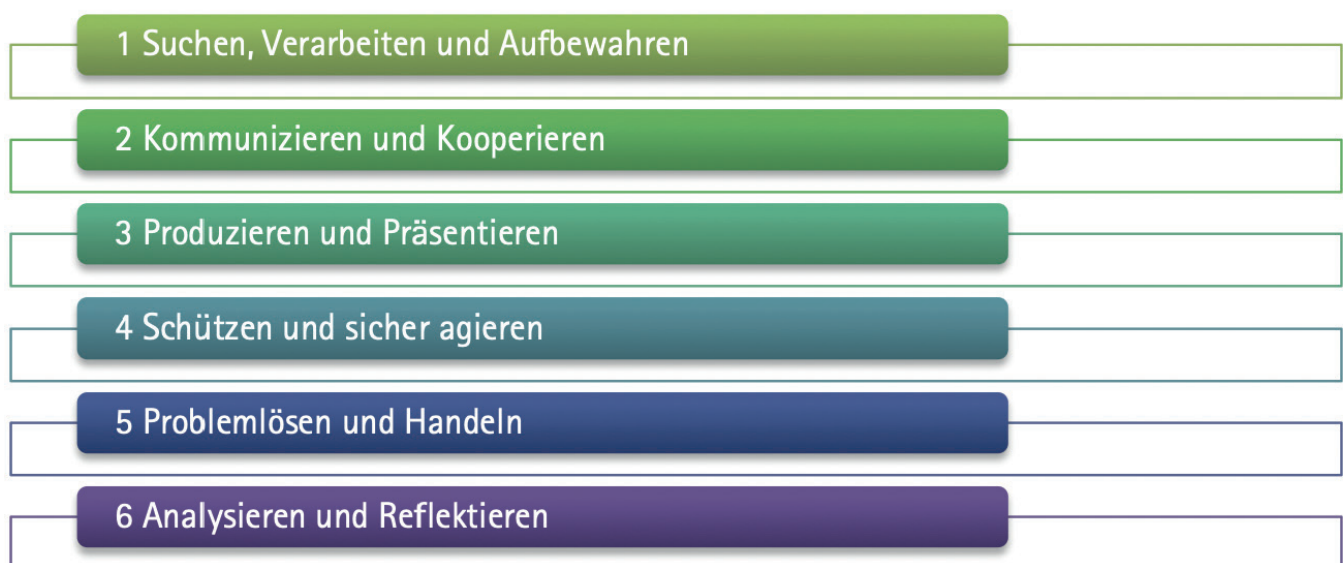 1 Suchen, Verarbeiten und Aufbewahren
2 Kommunizieren und Kooperieren
3 Produzieren und Präsentieren
4 Schützen und sicher agieren
5 Problemlösen und Handeln
6 Analysieren und Reflektieren